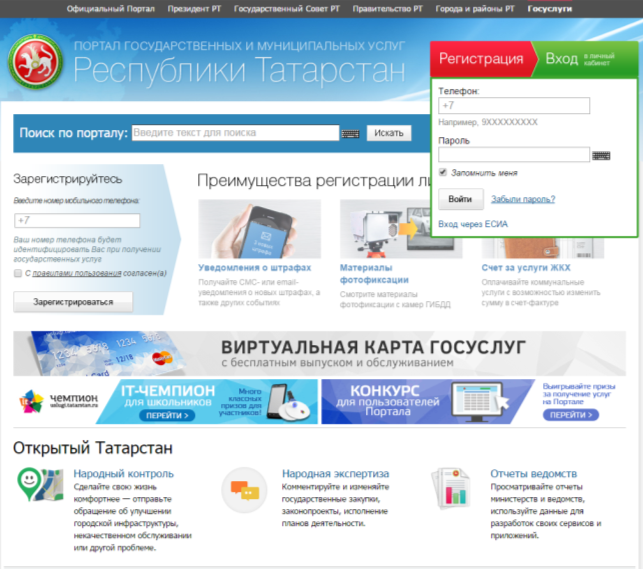 Официальный Портал Президент РТ Государственный Совет РТ Правительство РТ Города и районы РТ Госуслуги
ПОРТАЛ ГОСУДАРСТВЕННЫХ И МУНИЦИПАЛЬНЫХ УСЛУГ
Республики Татарстан
Регистрация
Вход
в личный
кабинет
Телефон:
+7
Например, 9XXXXXXXXX
Пароль
Запомнить меня
Войти
Забыли пароль?
Вход через ЕСИА
Поиск по порталу:
Введите текст для поиска
Искать
Зарегистрируйтесь
Введите номер мобильного телефона:
+7
Ваш номер телефона будет
идентифицировать Вас при получении
государственных услуг
С правилами пользования согласен(а)
Зарегистрироваться
Преимущества регистрации ли
Уведомления о штрафах
Получайте СМС- или email-
уведомления о новых штрафах, а
также других событиях
Материалы
фотофиксации
Смотрите материалы
фотофиксации с камер ГИБДД
Счет за услуги ЖКХ
Оплачивайте коммунальные
услуги с возможностью изменить
сумму в счет-фактуре
ВИРТУАЛЬНАЯ КАРТА ГОСУСЛУГ
с бесплатным выпуском и обслуживанием
MasterCard
чемпион
uslugi.tatarstan.ru
IT-ЧЕМПИОН
для школьников
ПЕРЕЙТИ >
Много
классных
призов для
участников!
КОНКУРС
для пользователей
Портала
Выигрывайте призы
за получение услуг
на Портале
ПЕРЕЙТИ >
Открытый Татарстан
Народный контроль
Сделайте свою жизнь
комфортнее — отправьте
обращение об улучшении
городской инфраструктуры,
некачественном обслуживании
или другой проблеме.
Народная экспертиза
Комментируйте и изменяйте
государственные закупки,
законопроекты, исполнение
планов деятельности.
Отчеты ведомств
Просматривайте отчеты
министерств и ведомств,
используйте данные для
разработок своих сервисов и
приложений.